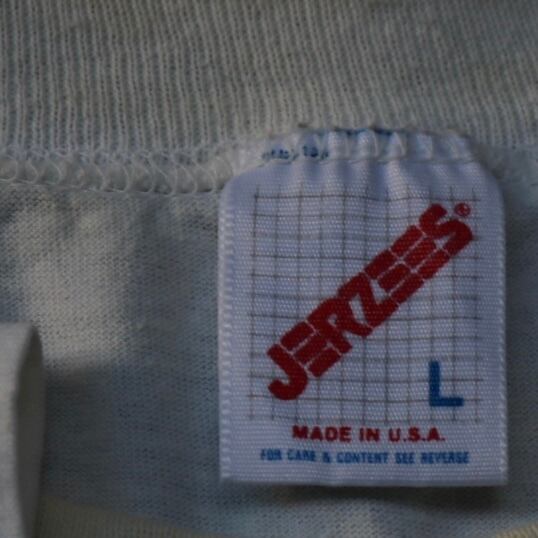 JERZEES®
L
MADE IN U.S.A.
FOR CARE & CONTENT SEE REVERSE